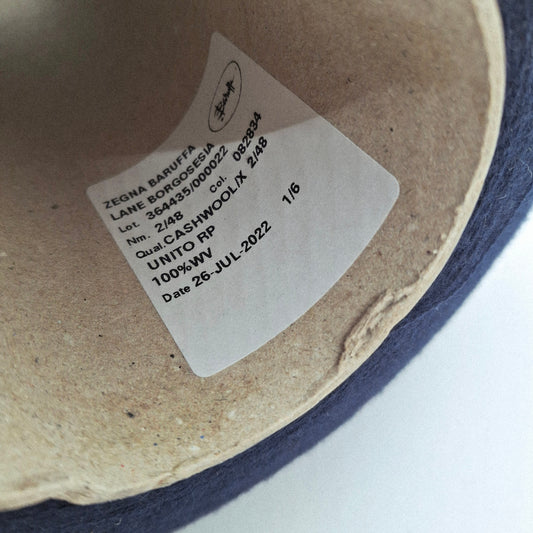 Baruffa
ZEGNA BARUFFA
LANE BORGOSESIA
Lot. 364435/000022 Col. 082834
Nm. 2/48
Qual.CASHWOOL/X 2/48
UNITO RP
100%WV 1/6
Date 26-JUL-2022